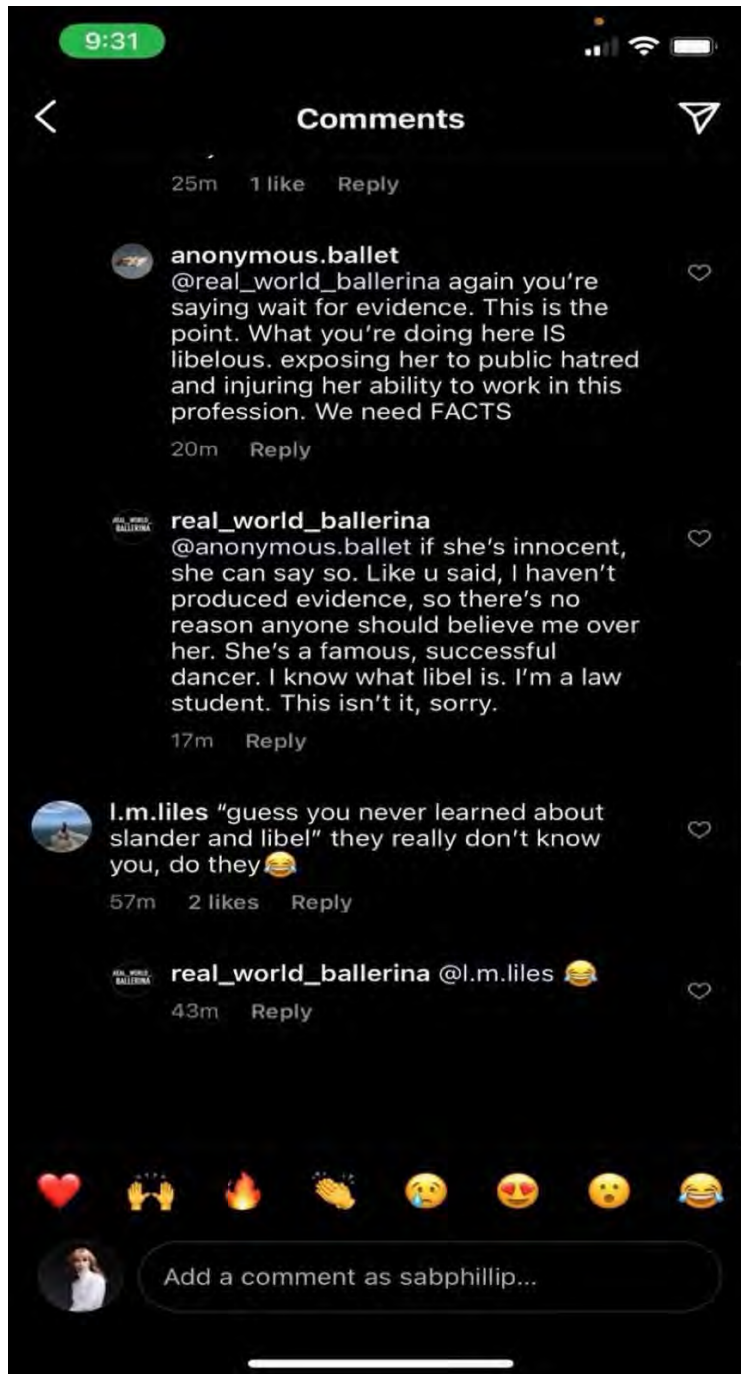 9:31
Comments
25m 1 like Reply
anonymous.ballet
@real_world_ballerina again you're
saying wait for evidence. This is the
point. What you're doing here IS
libelous. exposing her to public hatred
and injuring her ability to work in this
profession. We need FACTS
20m Reply
REAL_WORLD_
BALLERINA
real_world_ballerina
@anonymous.ballet if she's innocent,
she can say so. Like u said, I haven't
produced evidence, so there's no
reason anyone should believe me over
her. She's a famous, successful
dancer. I know what libel is. I'm a law
student. This isn't it, sorry.
17m Reply
l.m.liles "guess you never learned about
slander and libel" they really don't know
you, do they😂
57m 2 likes Reply
REAL_WORLD_
BALLERINA
real_world_ballerina @l.m.liles 😂
43m Reply
❤️ 🙌 🔥 👏 😢 😍 😮 😂
Add a comment as sabphillip...